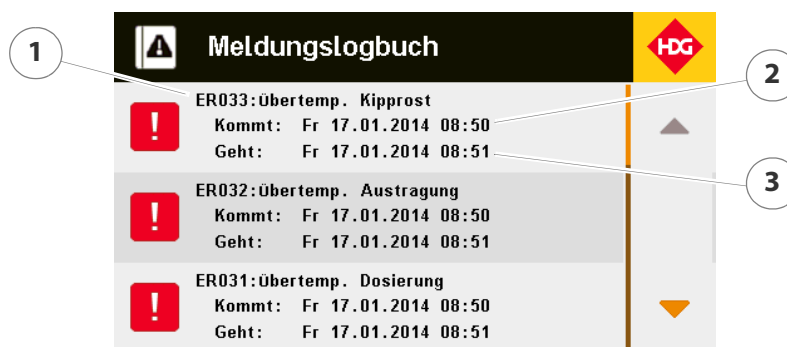 Meldungslogbuch
HDG
1
2
3
ER033:Übertemp. Kipprost
Kommt: Fr 17.01.2014 08:50
Geht: Fr 17.01.2014 08:51
ER032:Übertemp. Austragung
Kommt: Fr 17.01.2014 08:50
Geht: Fr 17.01.2014 08:51
ER031:Übertemp. Dosierung
Kommt: Fr 17.01.2014 08:50
Geht: Fr 17.01.2014 08:51